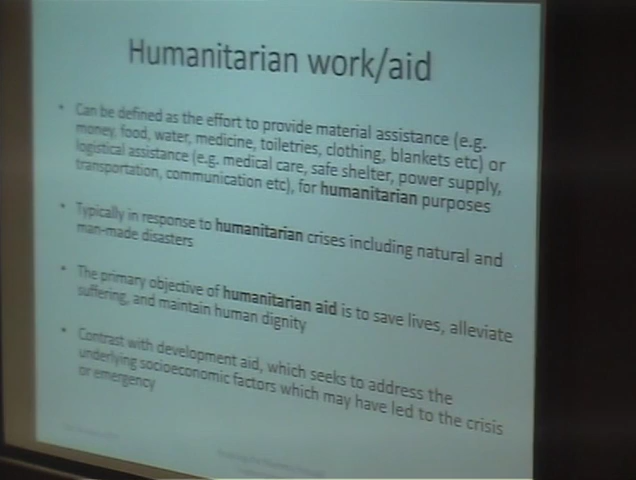 Humanitarian work/aid
• Can be defined as the effort to provide material assistance (e.g.
money, food, water, medicine, toiletries, clothing, blankets etc) or
logistical assistance (e.g. medical care, safe shelter, power supply,
transportation, communication etc), for humanitarian purposes
• Typically in response to humanitarian crises including natural and
man-made disasters
• The primary objective of humanitarian aid is to save lives, alleviate
suffering, and maintain human dignity
• Contrast with development aid, which seeks to address the
underlying socioeconomic factors which may have led to the crisis
or emergency